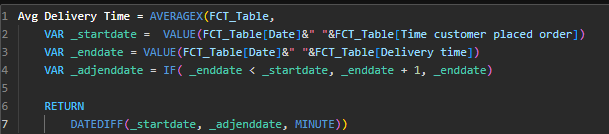 1 Avg Delivery Time = AVERAGEX(FCT_Table,
2 VAR _startdate =  VALUE(FCT_Table[Date]&" "&FCT_Table[Time customer placed order])
3 VAR _enddate = VALUE(FCT_Table[Date]&" "&FCT_Table[Delivery time])
4 VAR _adjenddate = IF( _enddate < _startdate, _enddate + 1, _enddate)
5
6 RETURN
7 DATEDIFF(_startdate, _adjenddate, MINUTE))